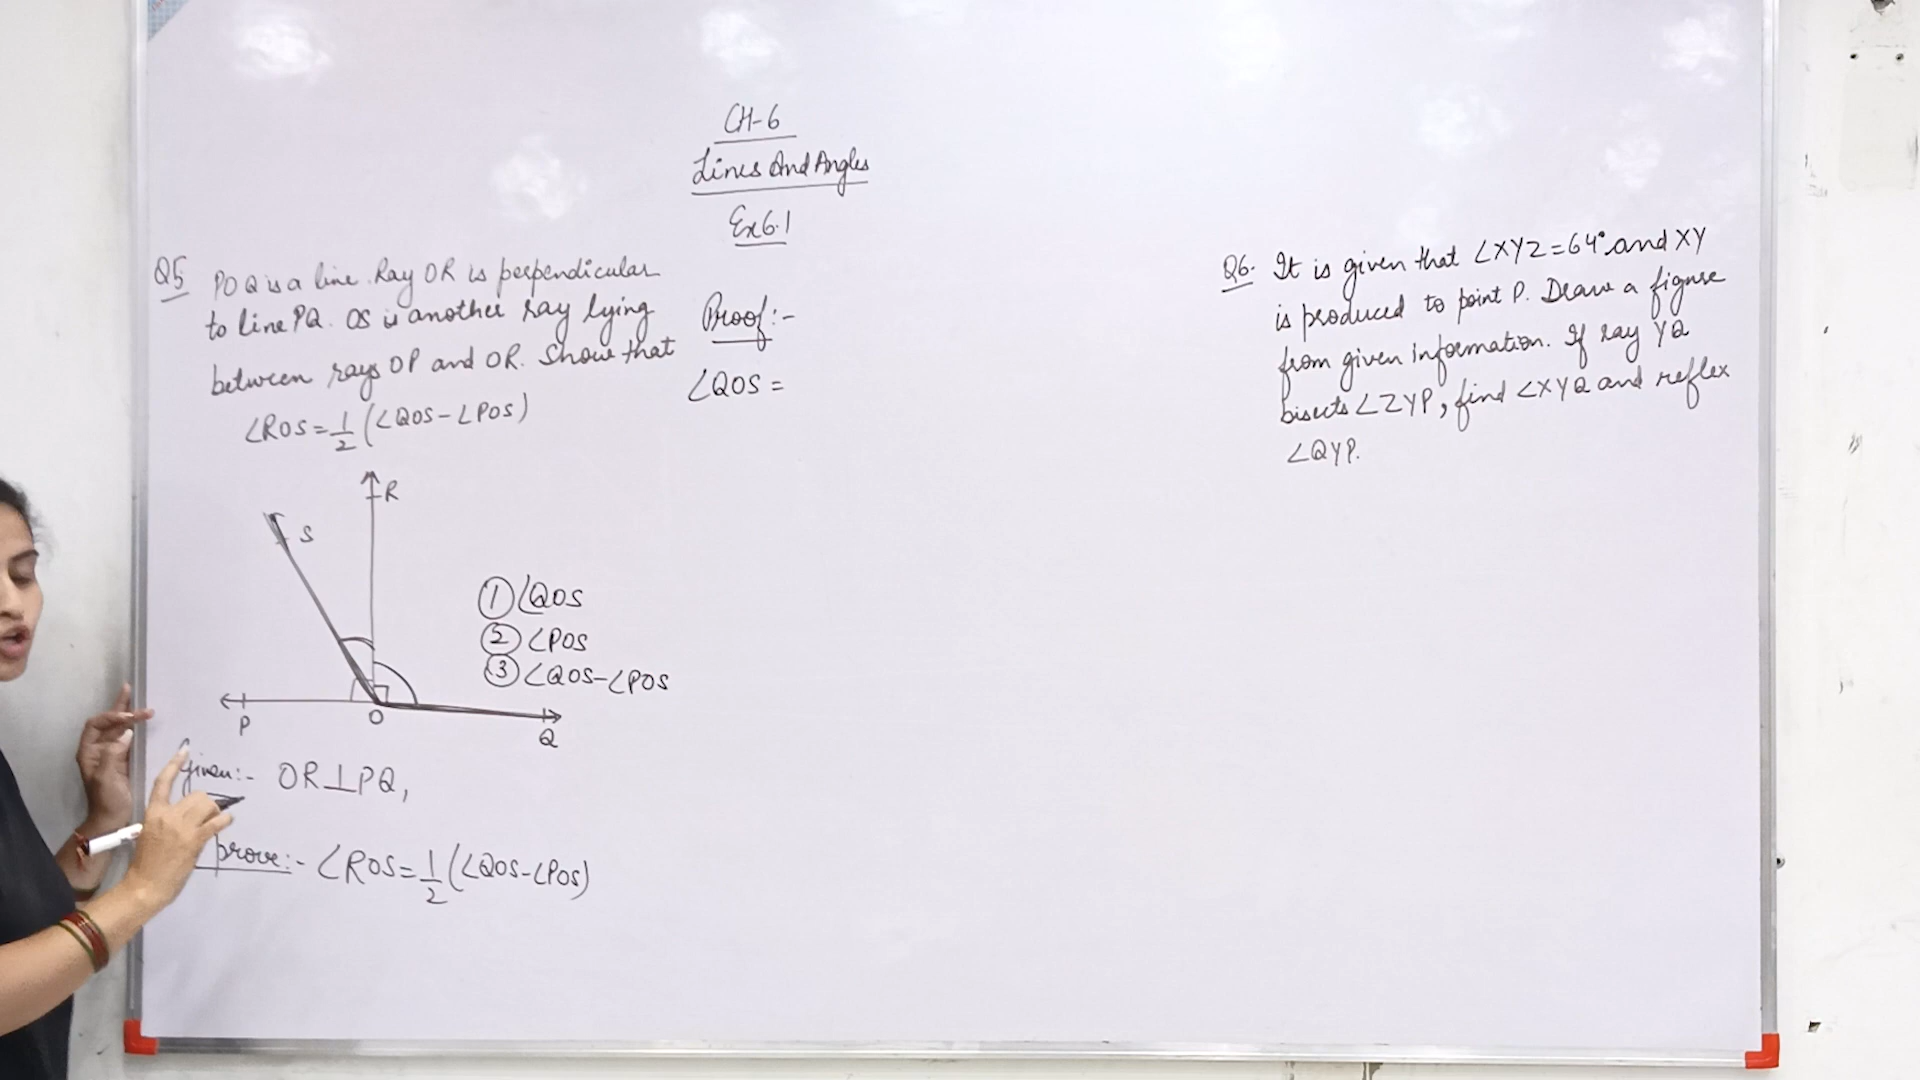 CH-6
Lines And Angles
Ex 6.1
Q5 POQ is a line. Ray OR is perpendicular
to line PQ. OS is another ray lying
between rays OP and OR. Show that
∠ROS=1/2(∠QOS-∠POS)
R
S
P
O
Q
① ∠QOS
② ∠POS
③ ∠QOS-∠POS
Given:- OR⊥PQ,
prove:- ∠ROS=1/2(∠QOS-∠POS)
Proof:-
∠QOS =
Q6. It is given that ∠XYZ=64° and XY
is produced to point P. Draw a figure
from given information. If ray YQ
bisects ∠ZYP, find ∠XYQ and reflex
∠QYP.